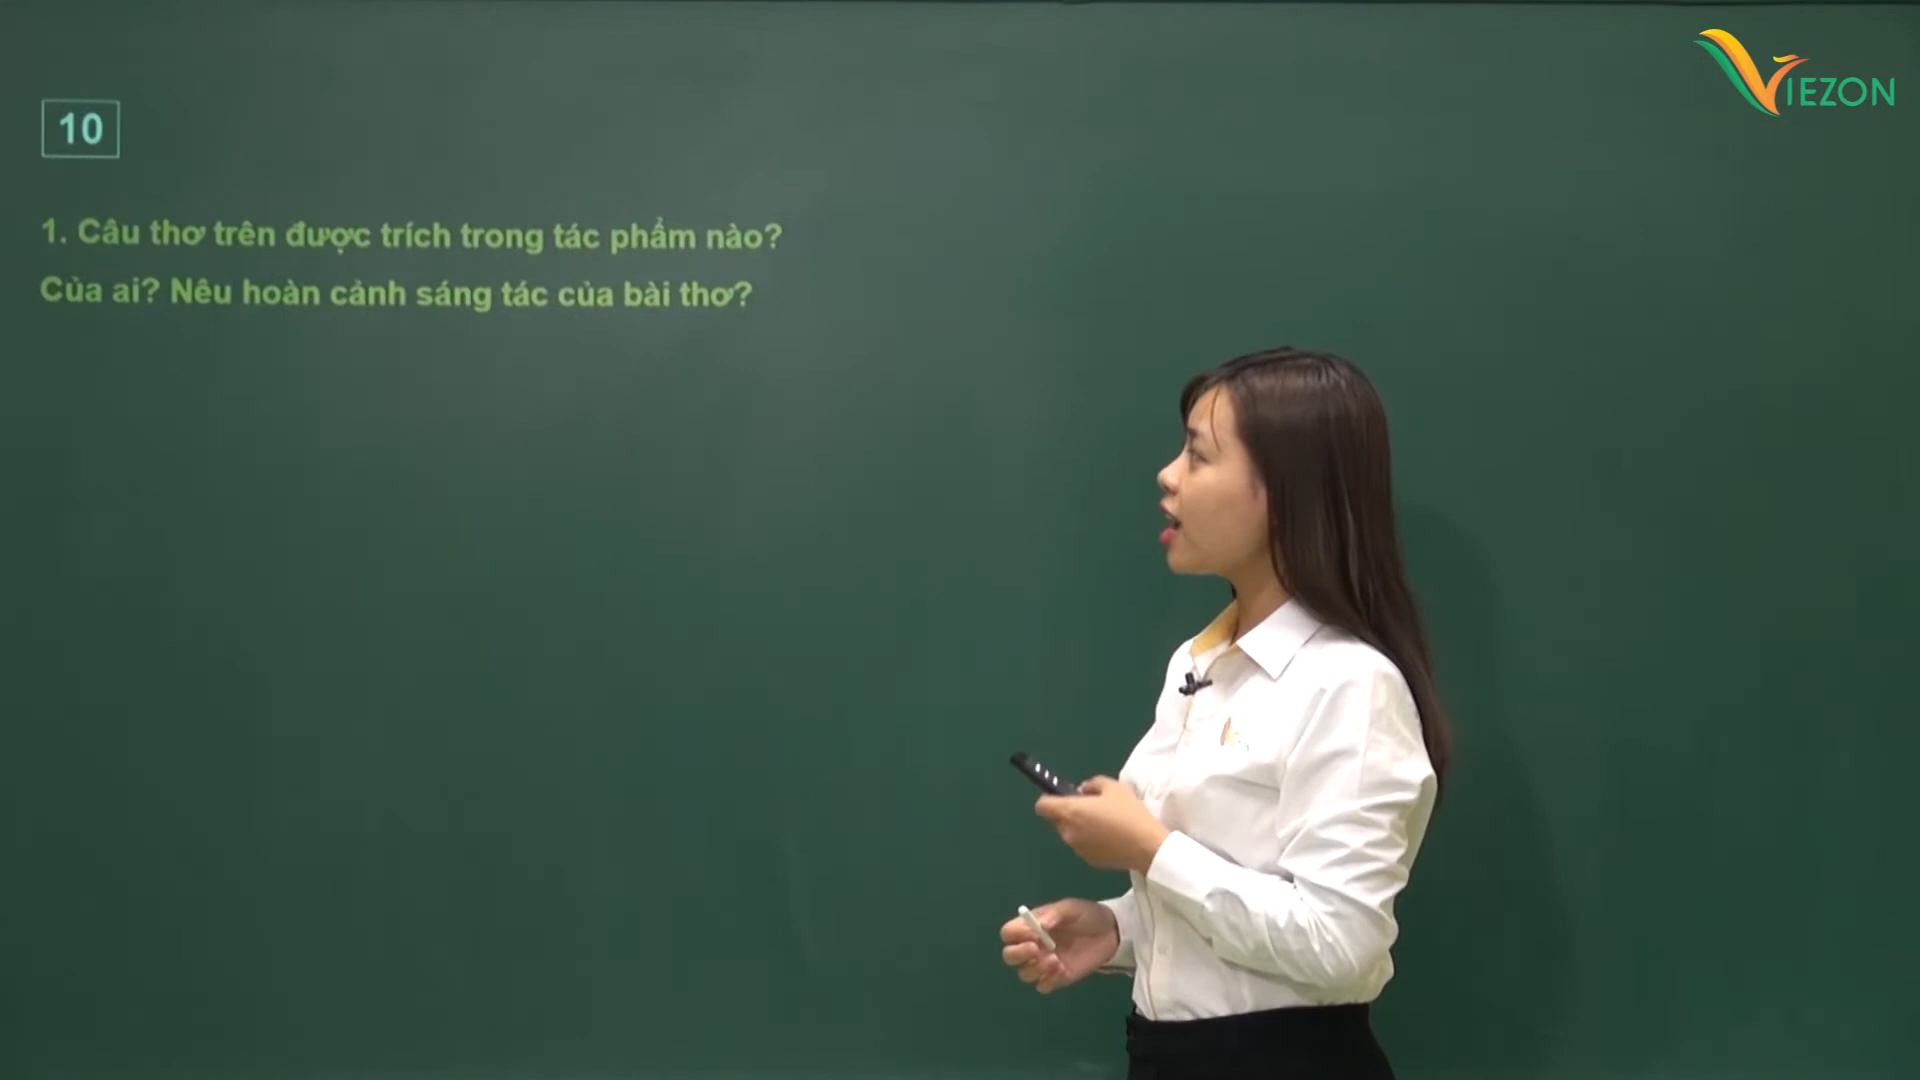 VIEZON
10
1. Câu thơ trên được trích trong tác phẩm nào?
Của ai? Nêu hoàn cảnh sáng tác của bài thơ?